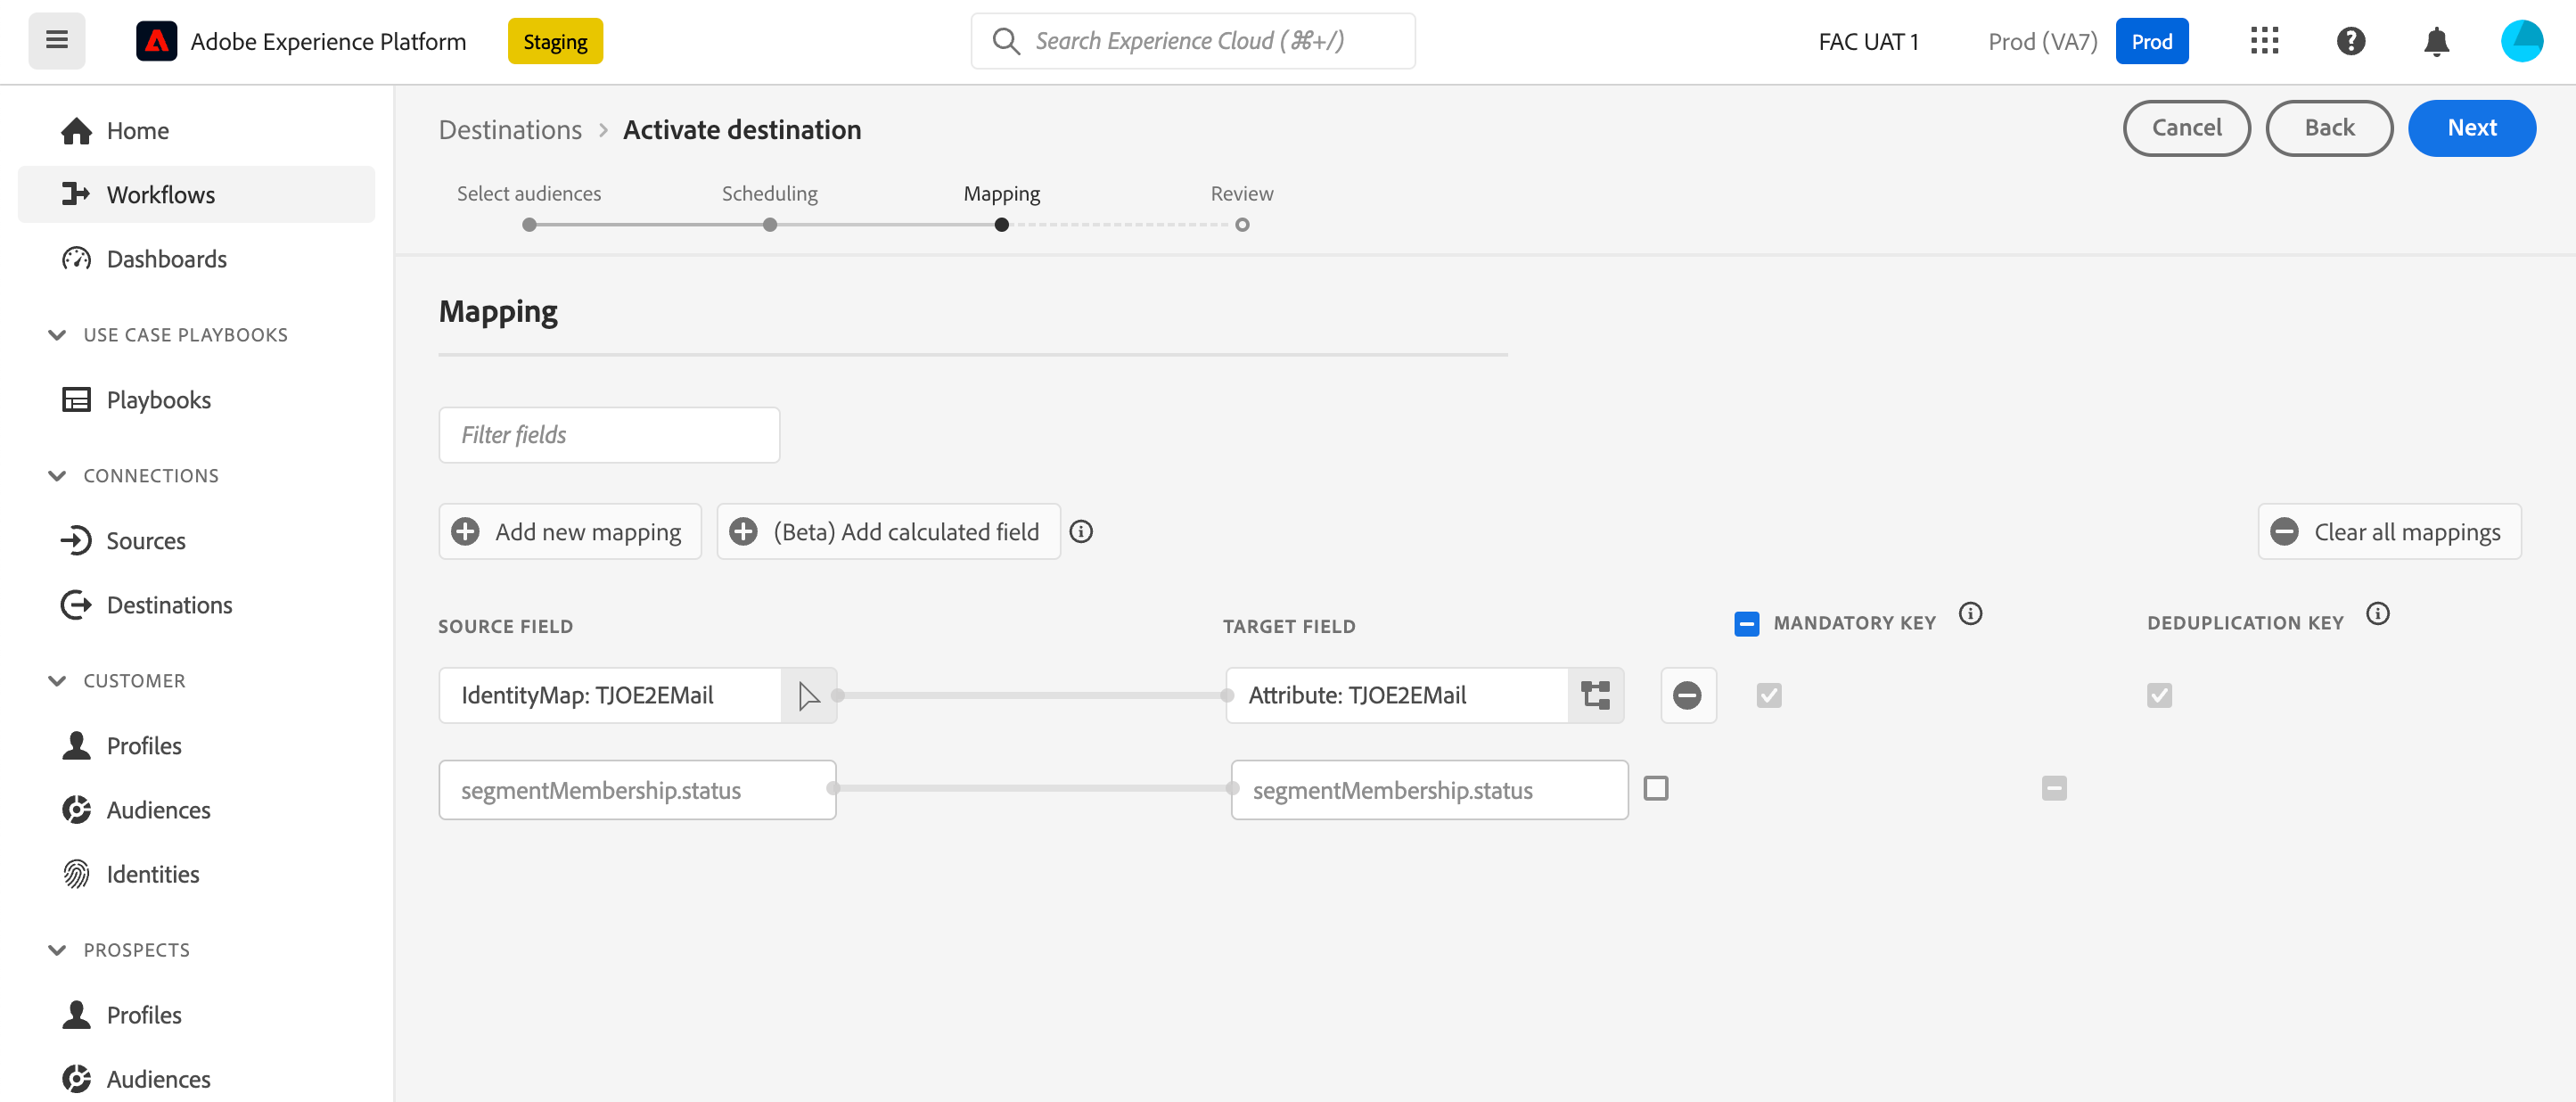 Adobe Experience Platform
Staging
Search Experience Cloud (⌘+/)
FAC UAT 1
Prod (VA7)
Prod
Home
Workflows
Dashboards
USE CASE PLAYBOOKS
Playbooks
CONNECTIONS
Sources
Destinations
CUSTOMER
Profiles
Audiences
Identities
PROSPECTS
Profiles
Audiences
Destinations > Activate destination
Cancel
Back
Next
Select audiences
Scheduling
Mapping
Review
Mapping
Filter fields
Add new mapping
(Beta) Add calculated field
Clear all mappings
SOURCE FIELD
TARGET FIELD
MANDATORY KEY
DEDUPLICATION KEY
IdentityMap: TJOE2EMail
Attribute: TJOE2EMail
segmentMembership.status
segmentMembership.status